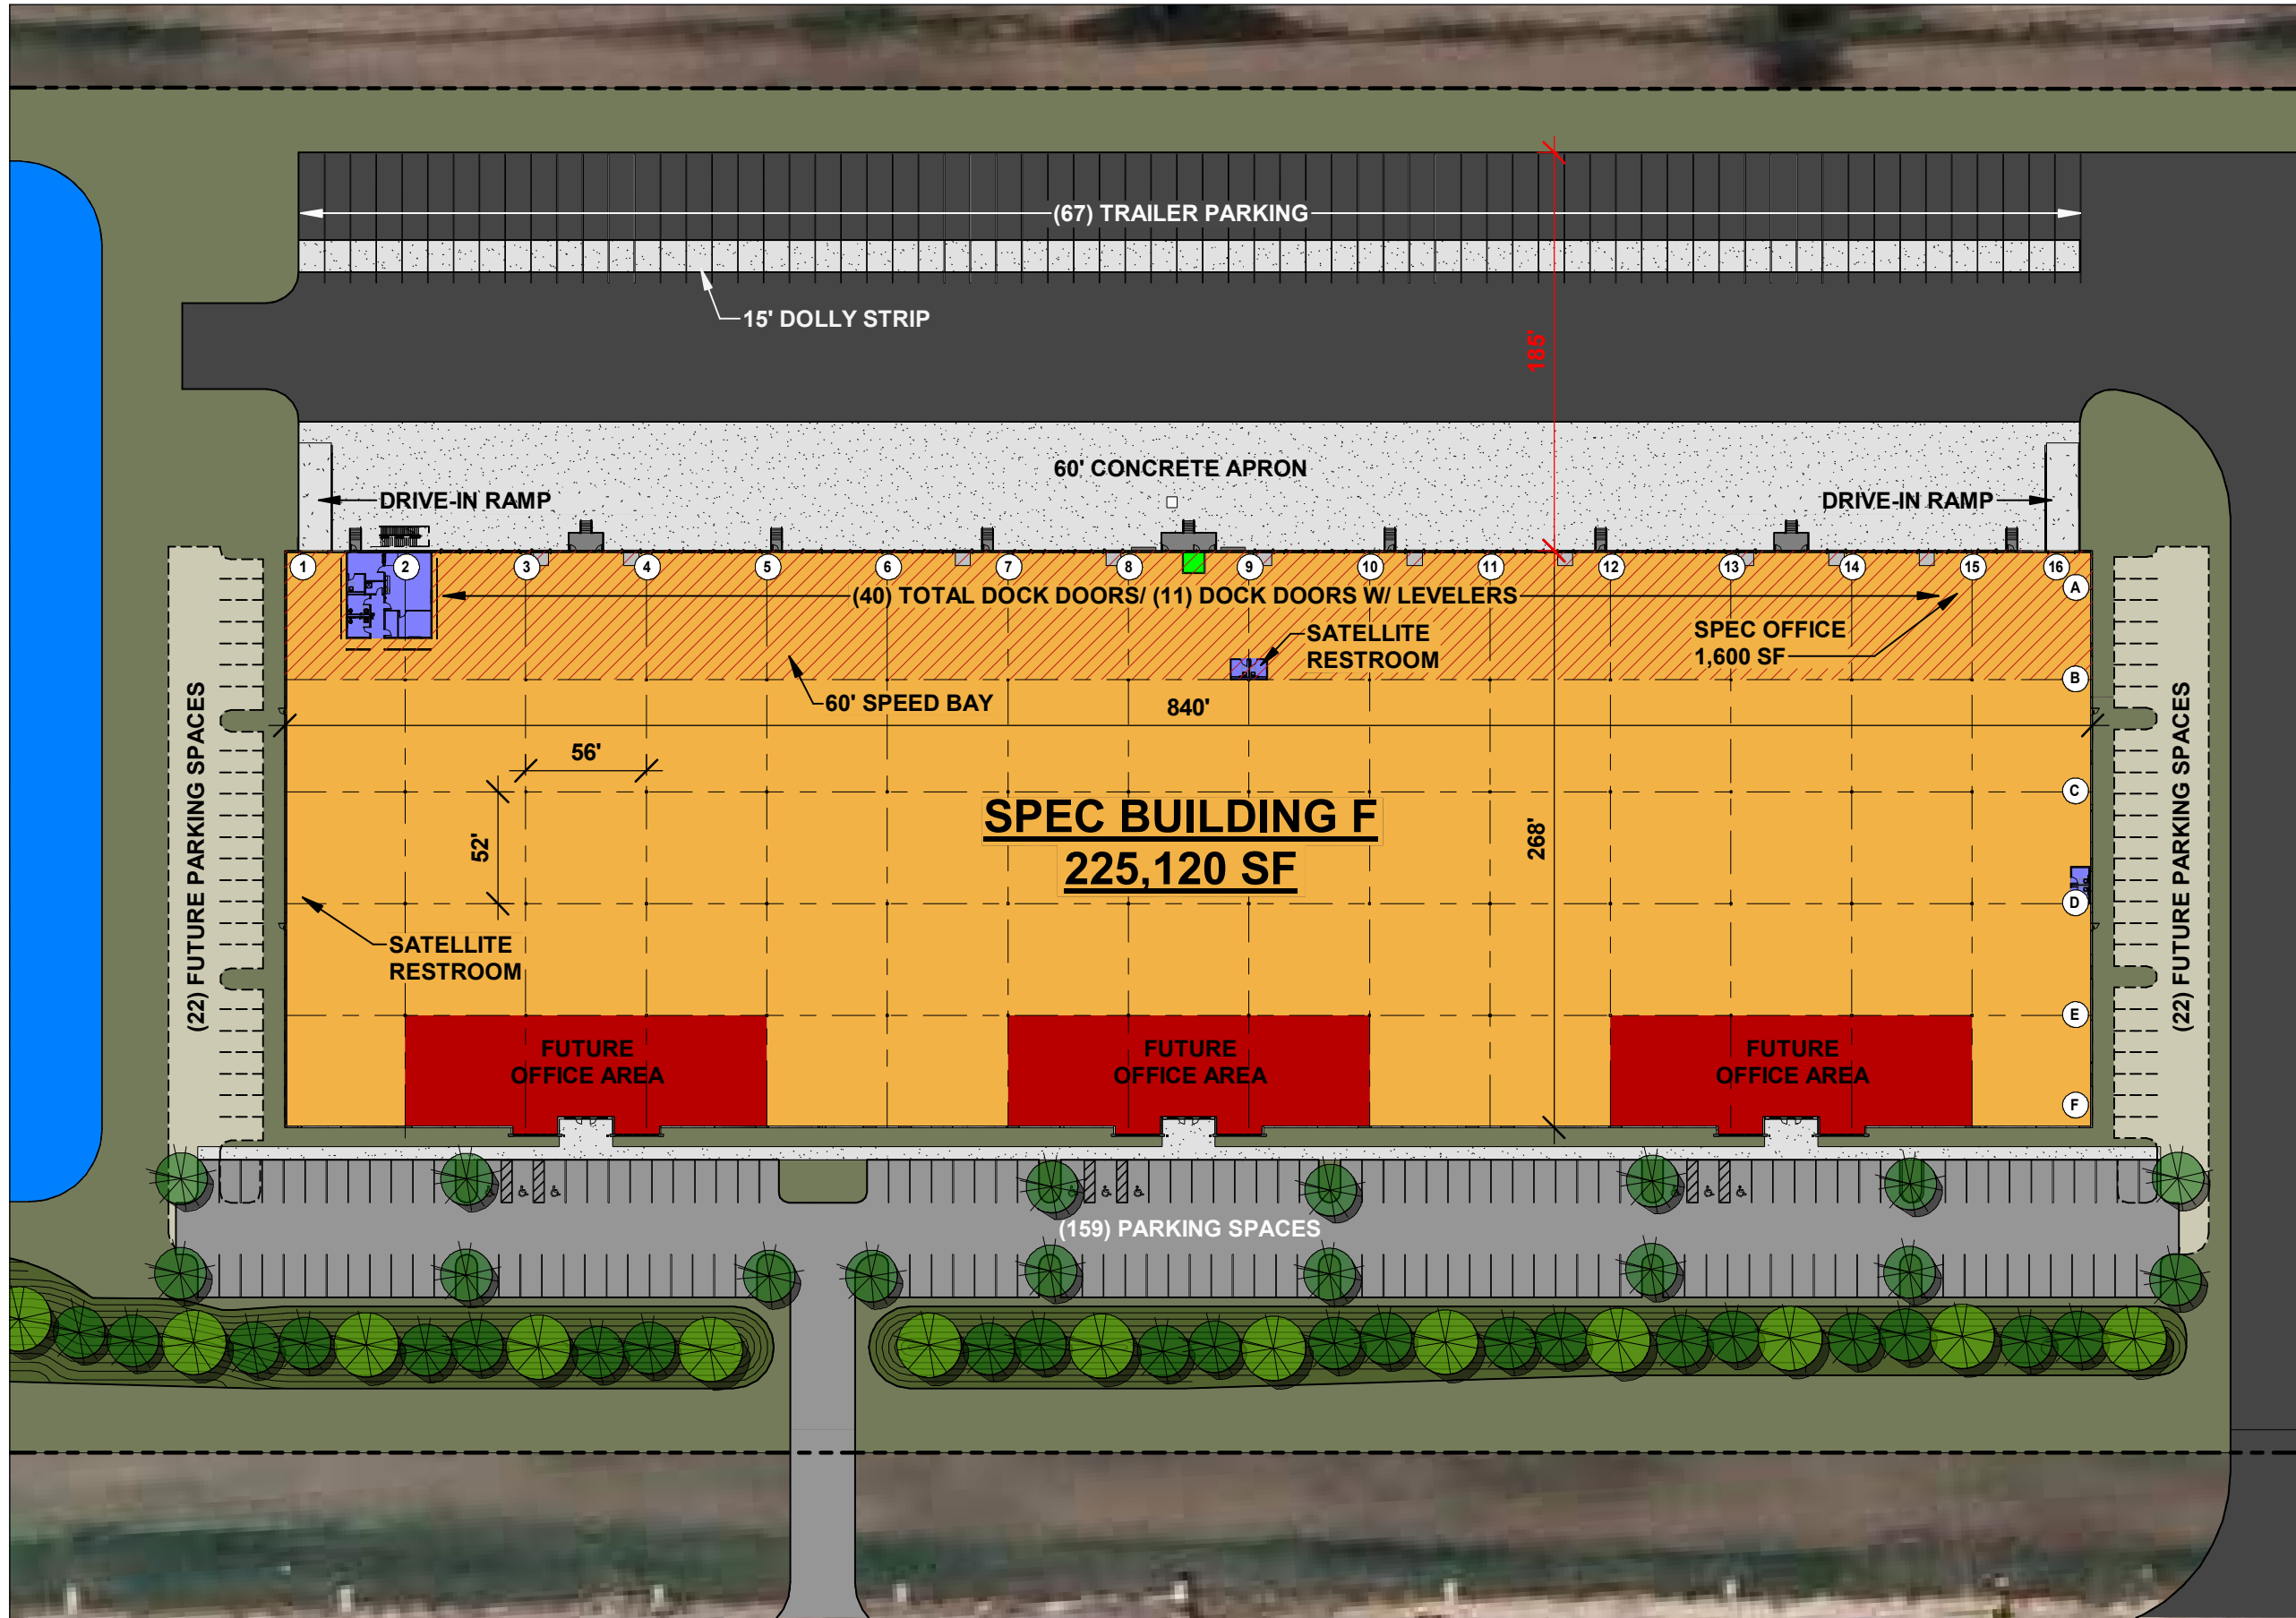 (67) TRAILER PARKING
15' DOLLY STRIP
185'
60' CONCRETE APRON
DRIVE-IN RAMP
DRIVE-IN RAMP
1
2
3
4
5
6
7
8
9
10
11
12
13
14
15
16
A
(40) TOTAL DOCK DOORS/ (11) DOCK DOORS W/ LEVELERS
SATELLITE
RESTROOM
SPEC OFFICE
1,600 SF
B
60' SPEED BAY
840'
56'
52'
C
SPEC BUILDING F
225,120 SF
268'
D
SATELLITE
RESTROOM
(22) FUTURE PARKING SPACES
(22) FUTURE PARKING SPACES
E
FUTURE
OFFICE AREA
FUTURE
OFFICE AREA
FUTURE
OFFICE AREA
F
(159) PARKING SPACES